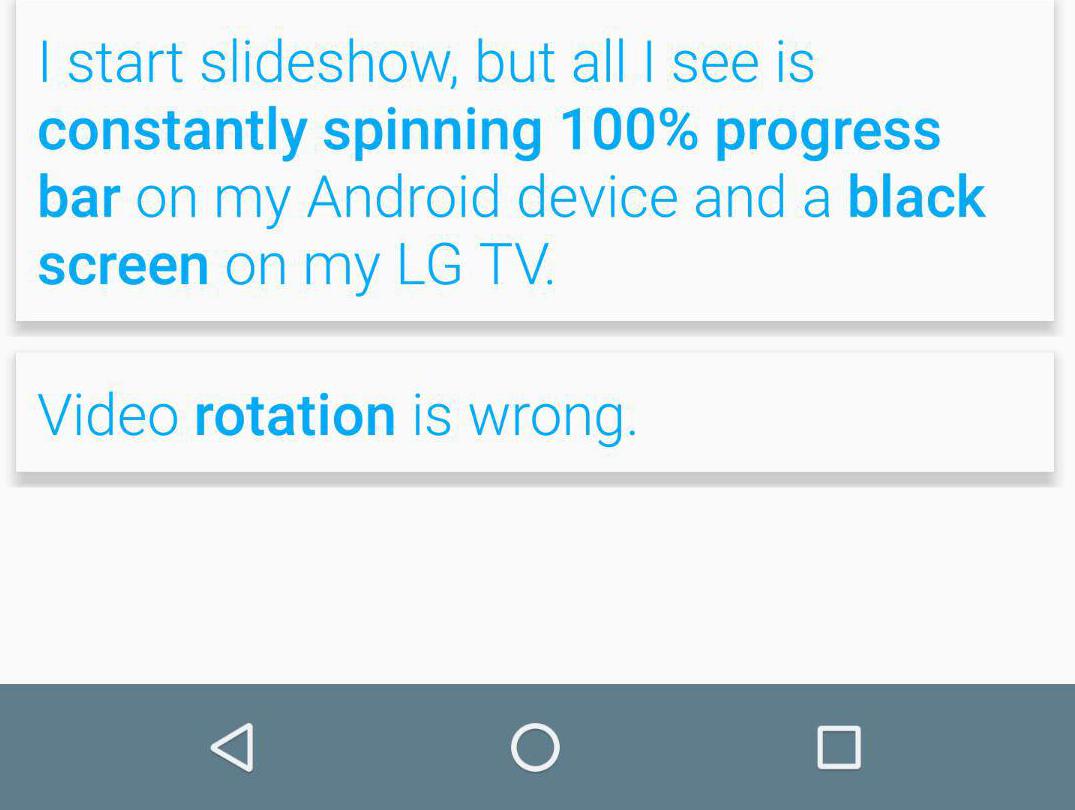 I start slideshow, but all I see is
constantly spinning 100% progress
bar on my Android device and a black
screen on my LG TV.
Video rotation is wrong.